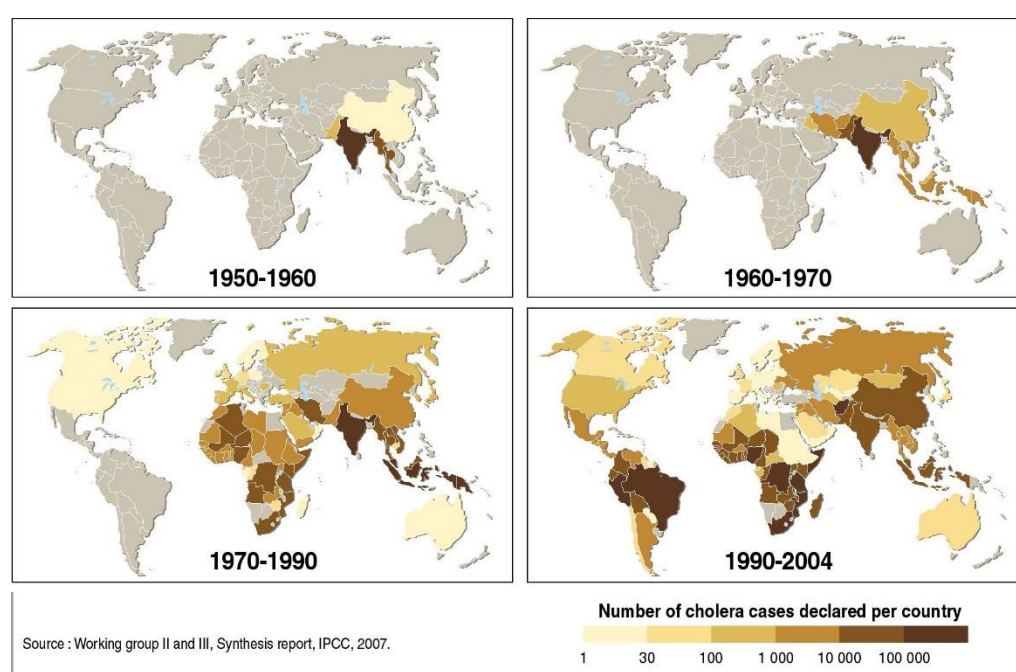 1950-1960
1960-1970
1970-1990
1990-2004
Number of cholera cases declared per country
1 30 100 1 000 10 000 100 000
Source : Working group II and III, Synthesis report, IPCC, 2007.